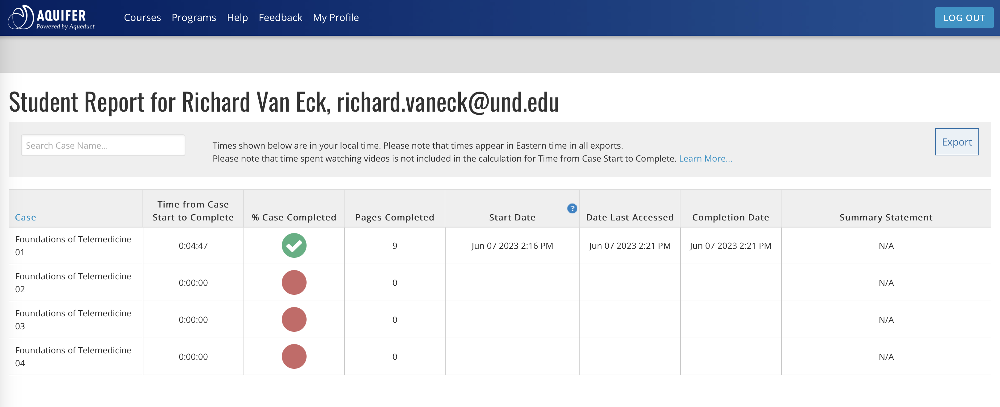 AQUIFER
Powered by Aqueduct
Courses Programs Help Feedback My Profile
LOG OUT
Student Report for Richard Van Eck, richard.vaneck@und.edu
Search Case Name...
Times shown below are in your local time. Please note that times appear in Eastern time in all exports.
Please note that time spent watching videos is not included in the calculation for Time from Case Start to Complete. Learn More...
Export
Case
Time from Case
Start to Complete
% Case Completed
Pages Completed
Start Date
?
Date Last Accessed
Completion Date
Summary Statement
Foundations of Telemedicine
01
0:04:47
9
Jun 07 2023 2:16 PM
Jun 07 2023 2:21 PM
Jun 07 2023 2:21 PM
N/A
Foundations of Telemedicine
02
0:00:00
0
N/A
Foundations of Telemedicine
03
0:00:00
0
N/A
Foundations of Telemedicine
04
0:00:00
0
N/A